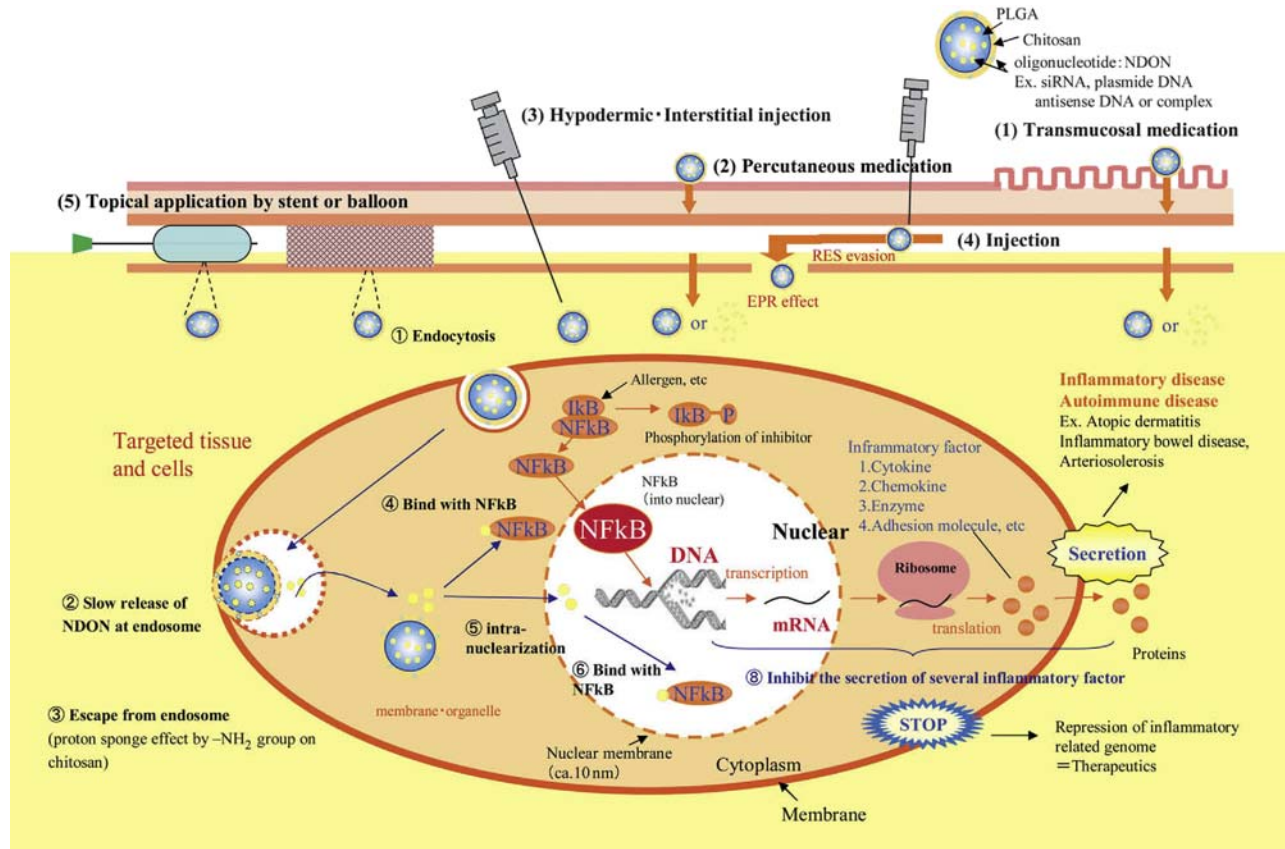 PLGA
Chitosan
oligonucleotide: NDON
Ex. siRNA, plasmide DNA
antisense DNA or complex
(1) Transmucosal medication
(3) Hypodermic・Interstitial injection
(2) Percutaneous medication
(5) Topical application by stent or balloon
(4) Injection
RES evasion
EPR effect
or
or
① Endocytosis
Allergen, etc
IkB
NFkB
IkB
P
Phosphorylation of inhibitor
Inflammatory disease
Autoimmune disease
Ex. Atopic dermatitis
Inflammatory bowel disease,
Arteriosolerosis
Targeted tissue
and cells
NFkB
Inframmatory factor
1.Cytokine
2.Chemokine
3.Enzyme
4.Adhesion molecule, etc
NFkB
(into nuclear)
④ Bind with NFkB
NFkB
NFkB
Nuclear
Secretion
DNA
transcription
Ribosome
mRNA
translation
Proteins
② Slow release of
NDON at endosome
⑤ intra-
nuclearization
⑥ Bind with
NFkB
NFkB
⑧ Inhibit the secretion of several inflammatory factor
③ Escape from endosome
(proton sponge effect by –NH2 group on
chitosan)
membrane・organelle
STOP
Repression of inflammatory
related genome
=Therapeutics
Nuclear membrane
(ca.10 nm)
Cytoplasm
Membrane